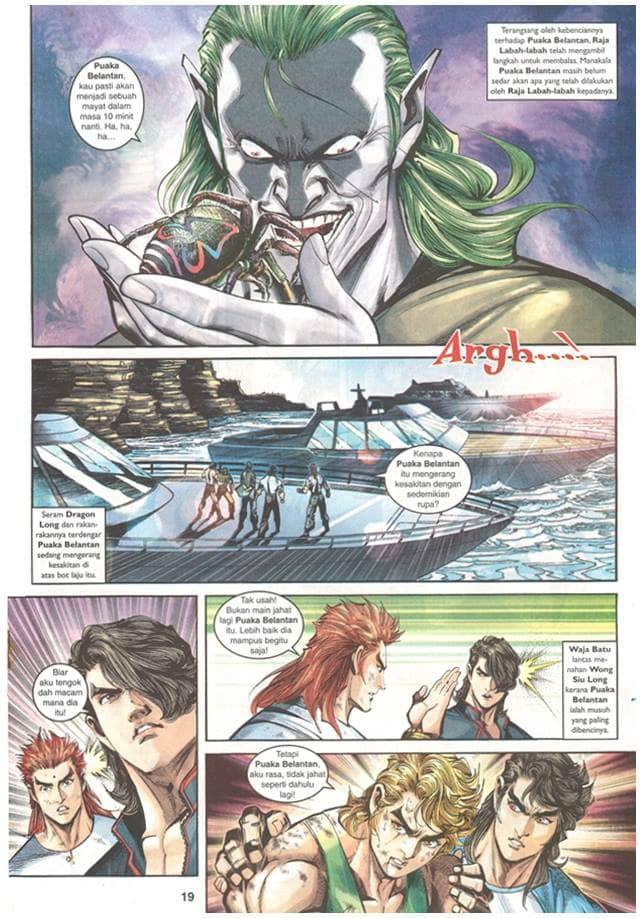 Puaka
Belantan,
kau pasti akan
menjadi sebuah
mayat dalam
masa 10 minit
nanti. Ha, ha,
ha...
Terangsang oleh kebenciannya
terhadap Puaka Belantan, Raja
Labah-labah telah mengambil
langkah untuk membalas. Manakala
Puaka Belantan masih belum
sedar akan apa yang telah dilakukan
oleh Raja Labah-labah kepadanya.
Argh....!
Kenapa
Puaka Belantan
itu mengerang
kesakitan dengan
sedemikian
rupa?
Seram Dragon
Long dan rakan-
rakannya terdengar
Puaka Belantan
sedang mengerang
kesakitan di
atas bot laju itu.
Biar
aku tengok
dah macam
mana dia
itu!
Tak usah!
Bukan main jahat
lagi Puaka Belantan
itu. Lebih baik dia
mampus begitu
saja!
Waja Batu
lantas me-
nahan Wong
Siu Long
kerana Puaka
Belantan
ialah musuh
yang paling
dibencinya.
Tetapi
Puaka Belantan,
aku rasa, tidak jahat
seperti dahulu
lagi!
19